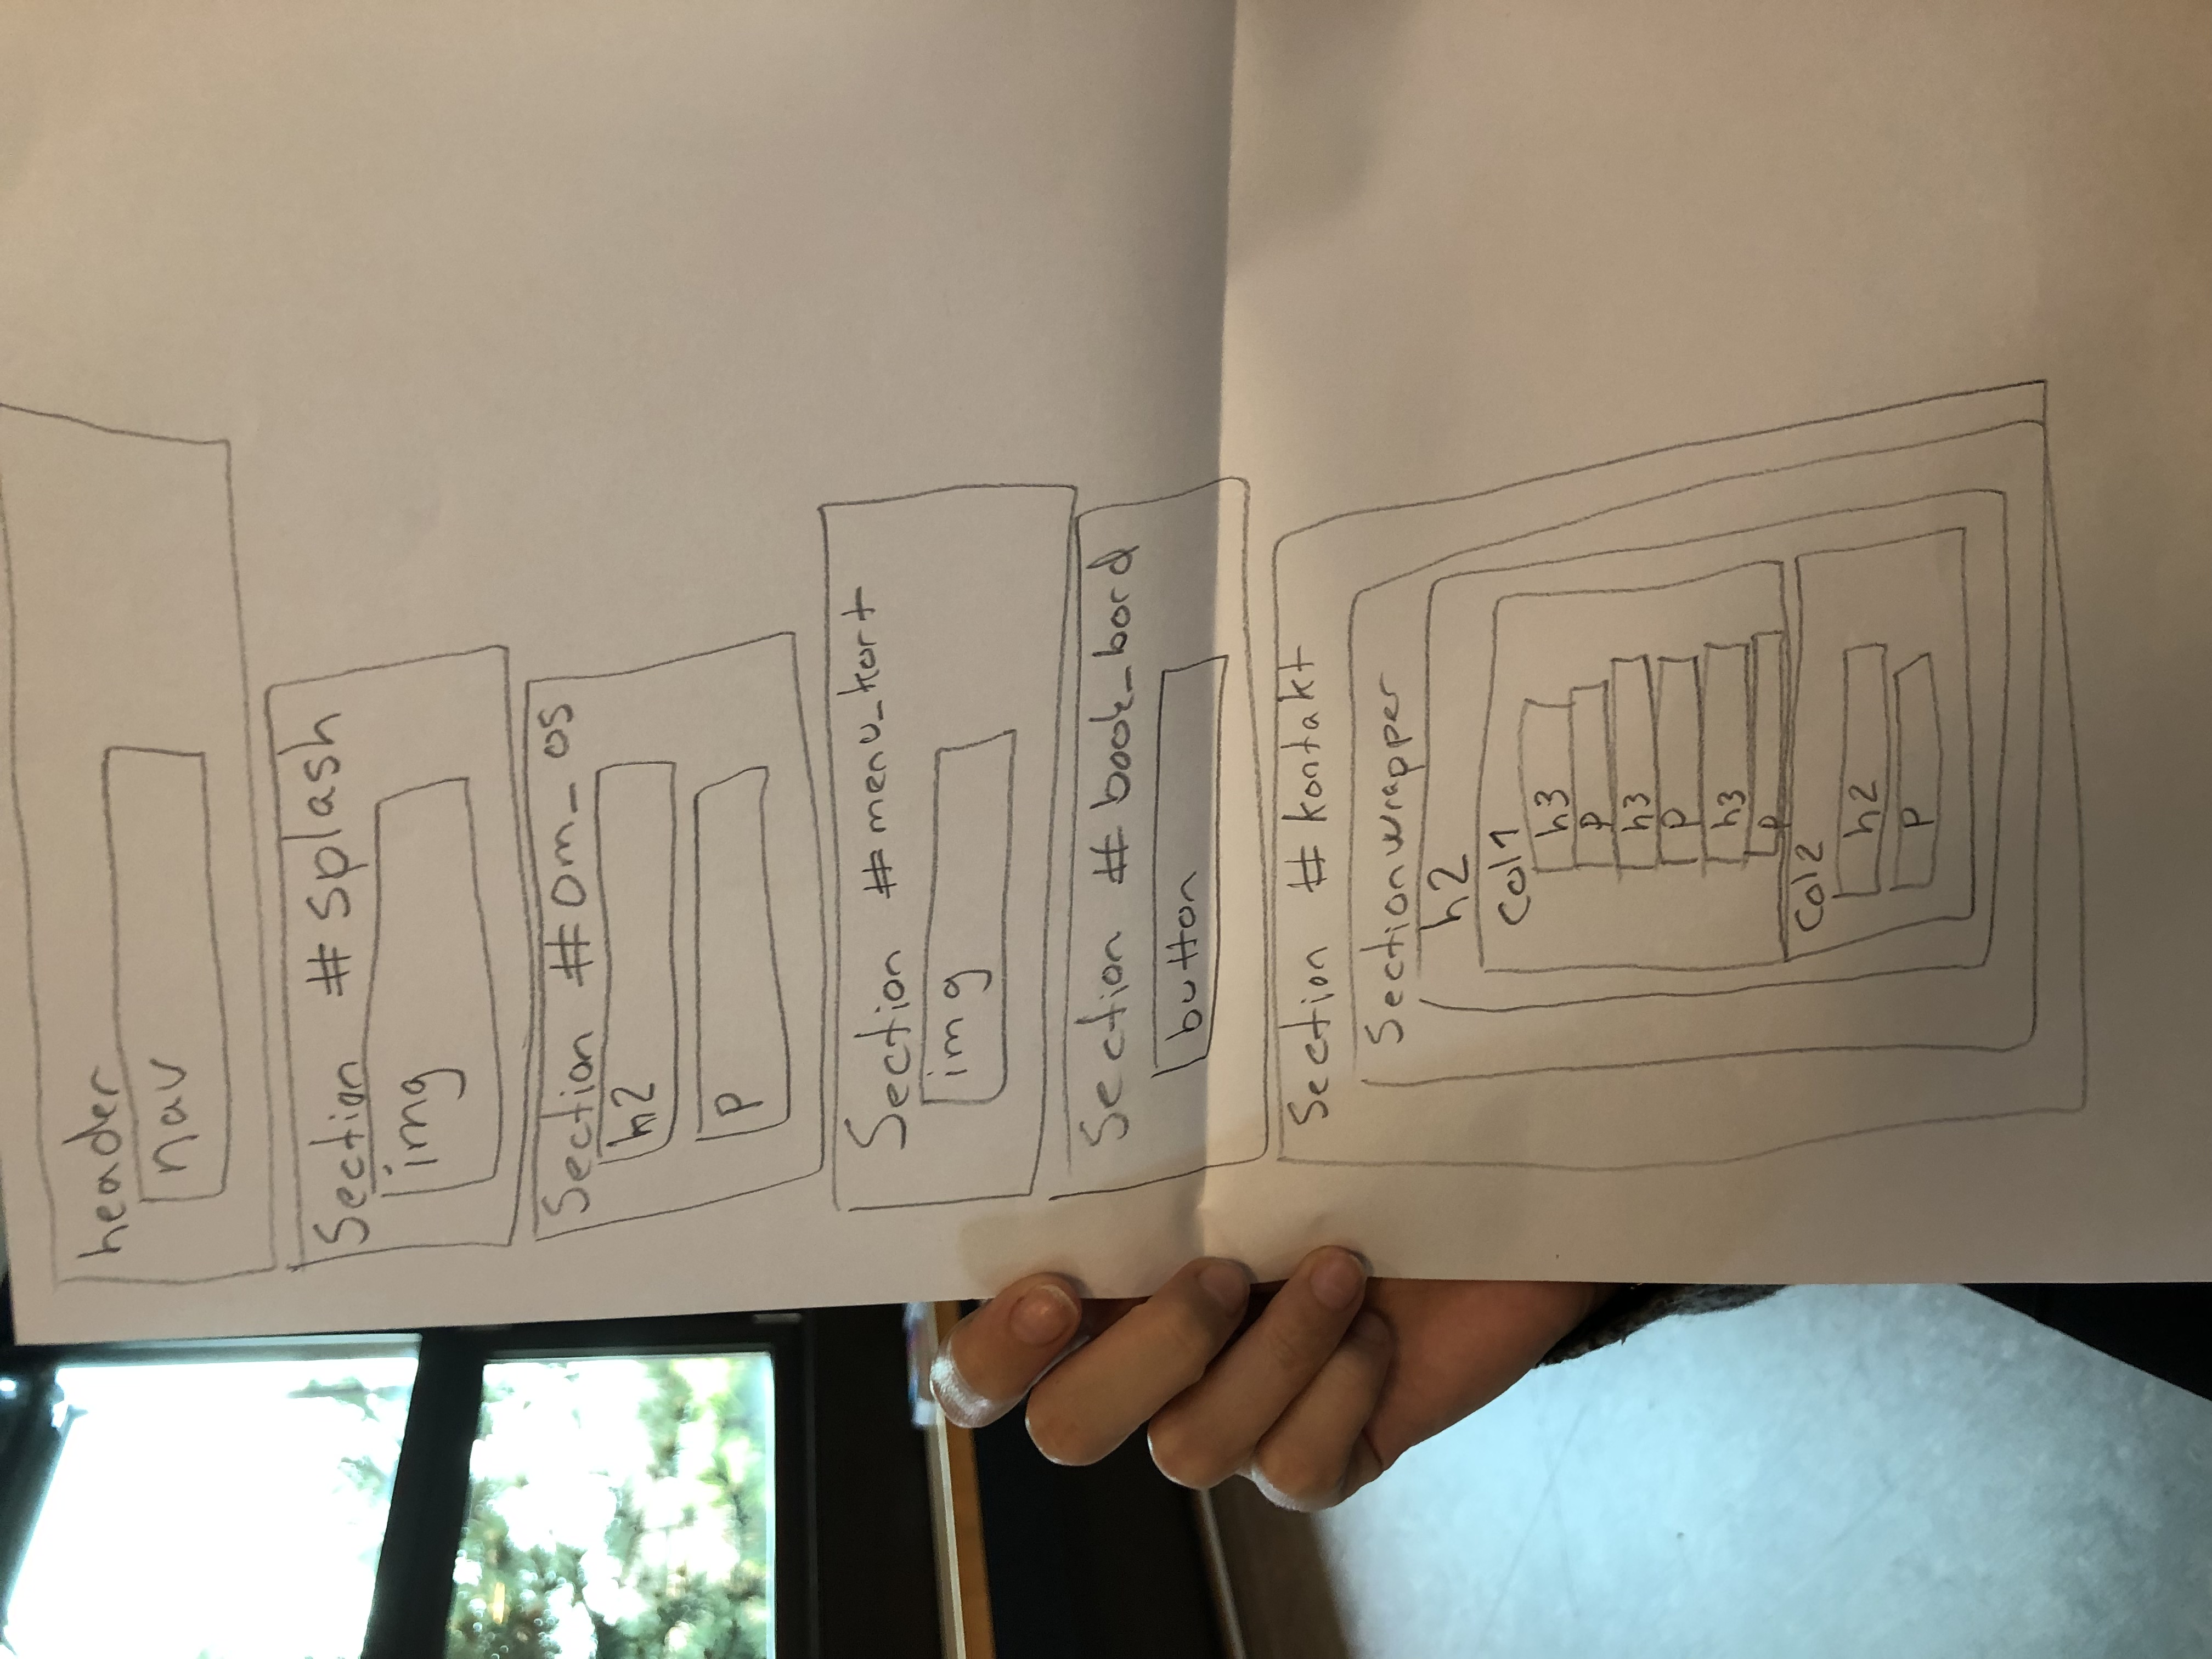 header
nav
Section #splash
img
Section #om_os
h2
p
Section #menu_kort
img
Section #book_bord
button
Section #kontakt
Sectionwrapper
h2
Col1
h3
p
h3
p
h3
p
Col2
h2
p